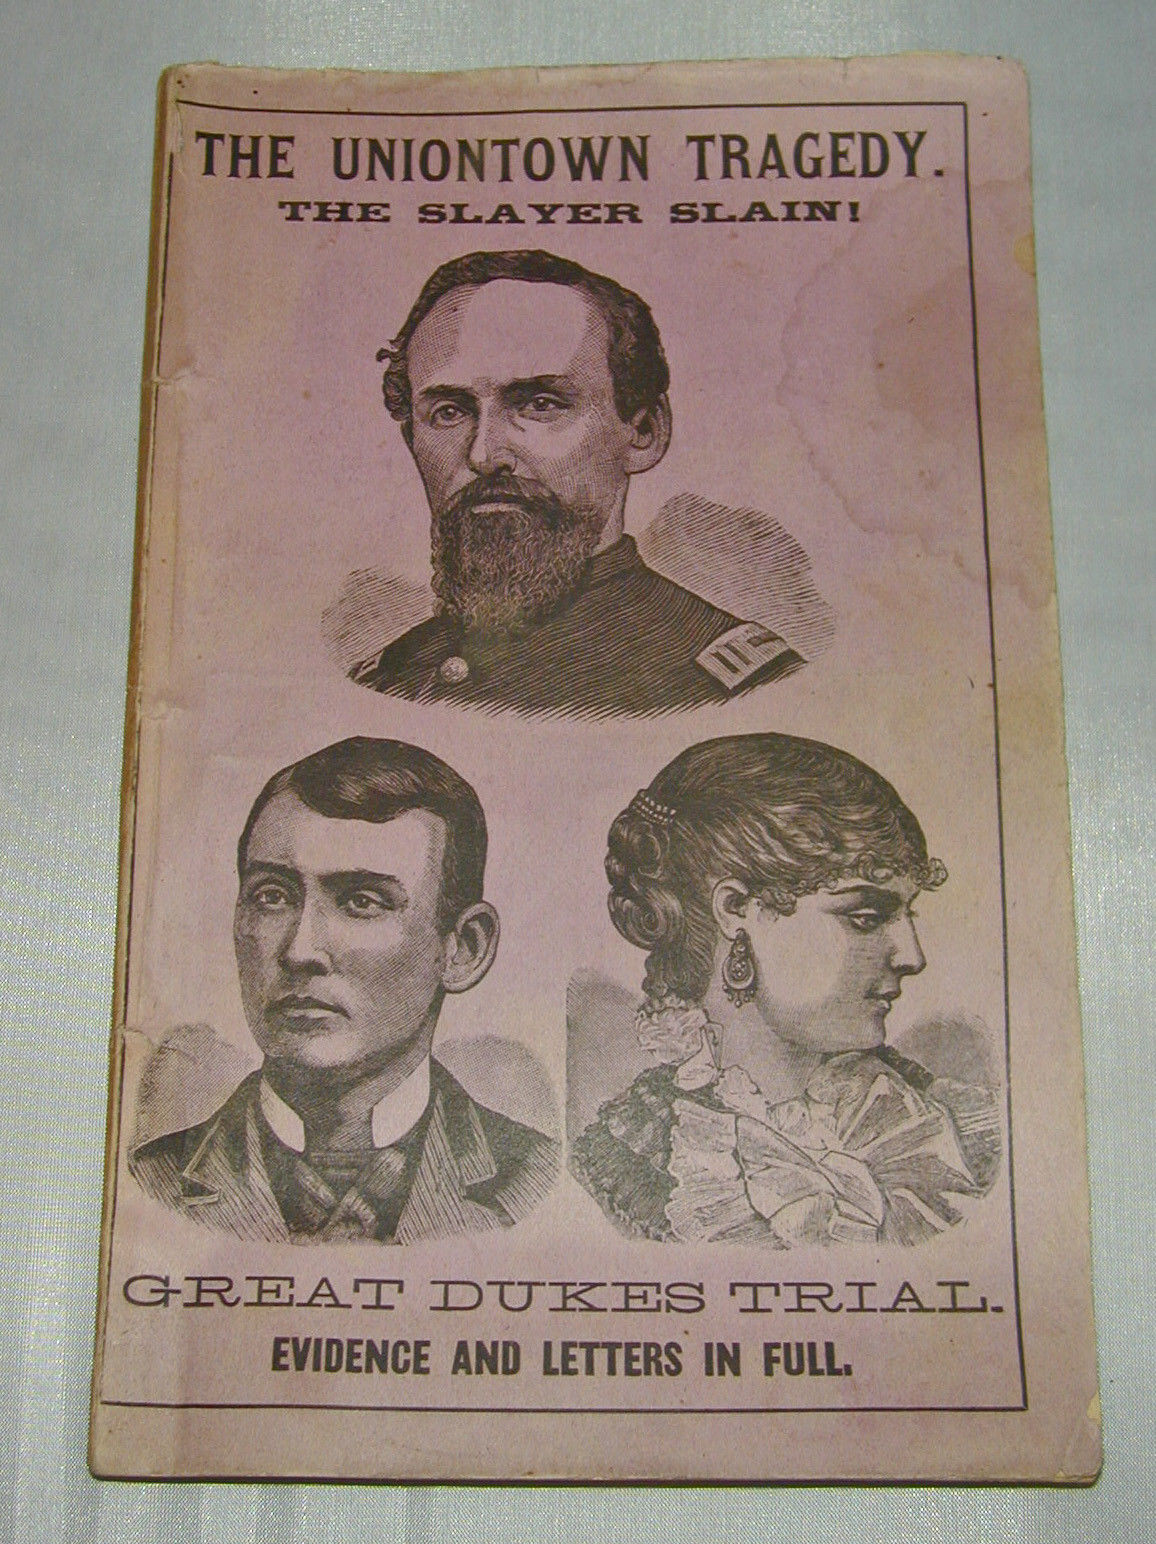 THE UNIONTOWN TRAGEDY.
THE SLAYER SLAIN!
GREAT DUKES TRIAL.
EVIDENCE AND LETTERS IN FULL.